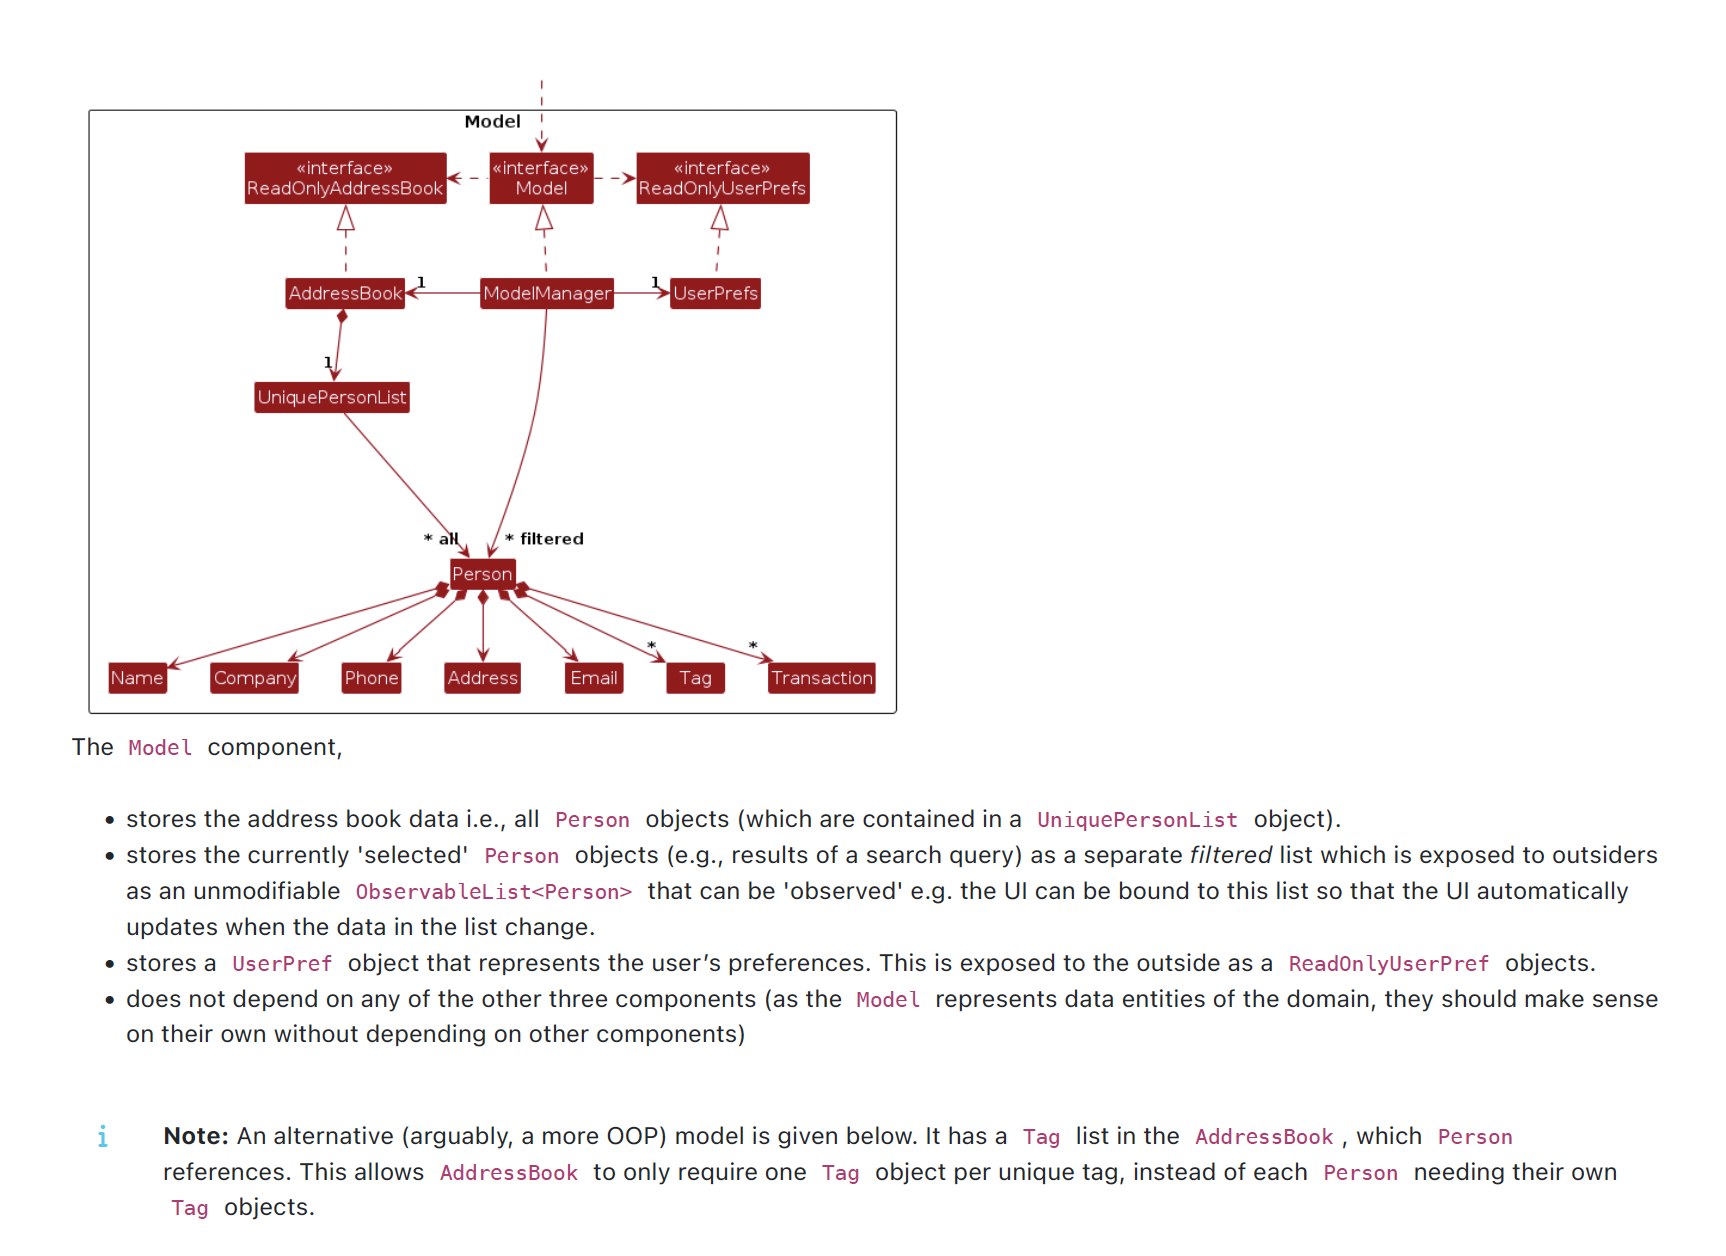 Model
«interface»
ReadOnlyAddressBook
«interface»
Model
«interface»
ReadOnlyUserPrefs
AddressBook
1
ModelManager
1
UserPrefs
1
UniquePersonList
* all
* filtered
Person
*
*
Name
Company
Phone
Address
Email
Tag
Transaction
The Model component,
• stores the address book data i.e., all Person objects (which are contained in a UniquePersonList object).
• stores the currently 'selected' Person objects (e.g., results of a search query) as a separate filtered list which is exposed to outsiders
as an unmodifiable ObservableList<Person> that can be 'observed' e.g. the UI can be bound to this list so that the UI automatically
updates when the data in the list change.
• stores a UserPref object that represents the user’s preferences. This is exposed to the outside as a ReadOnlyUserPref objects.
• does not depend on any of the other three components (as the Model represents data entities of the domain, they should make sense
on their own without depending on other components)
i Note: An alternative (arguably, a more OOP) model is given below. It has a Tag list in the AddressBook , which Person
references. This allows AddressBook to only require one Tag object per unique tag, instead of each Person needing their own
Tag objects.